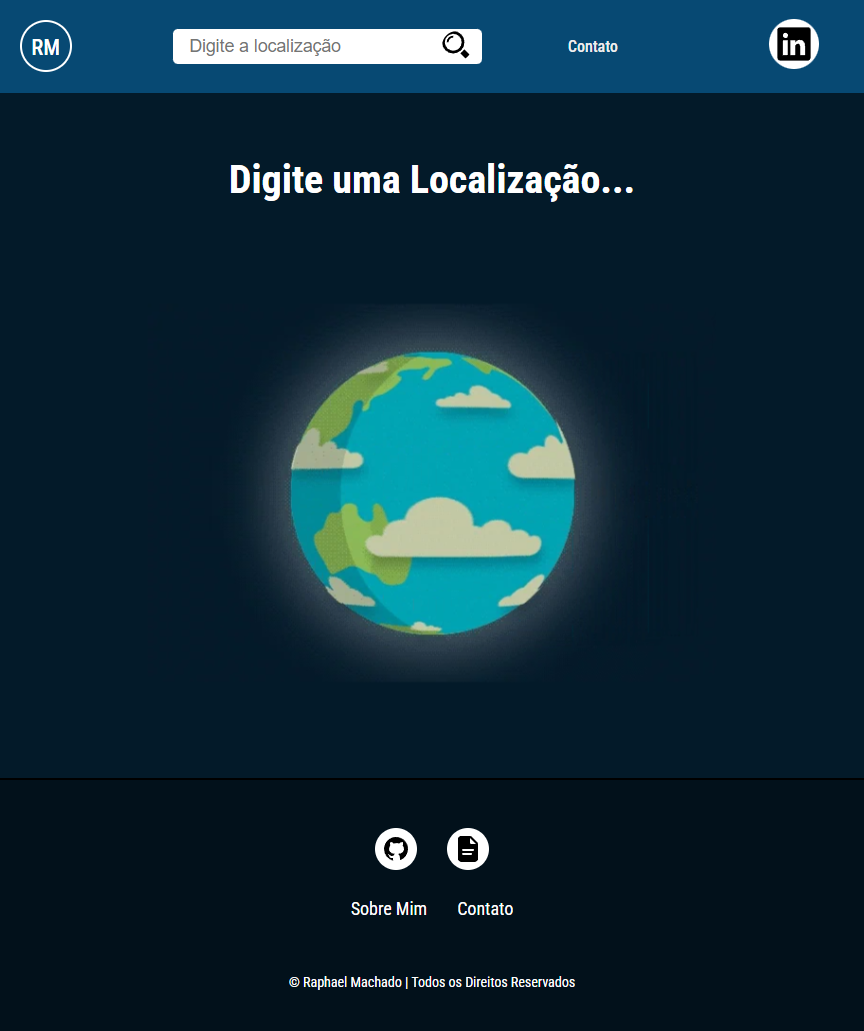 RM
Digite a localização
Contato
in
Digite uma Localização...
Sobre Mim
Contato
© Raphael Machado | Todos os Direitos Reservados